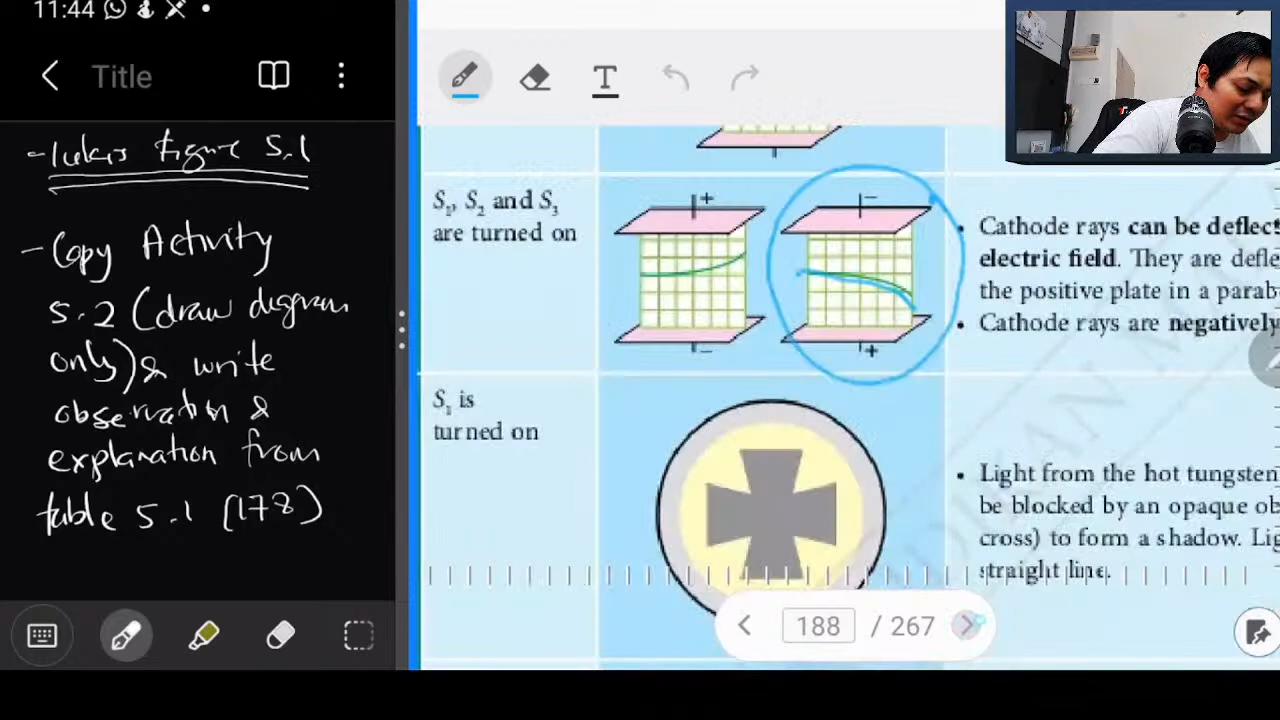 11:44
Title
- lukis figure 5.1
- Copy Activity
5.2 (draw diagram
only) & write
observation &
explanation from
table 5.1 (178)
T
S1, S2 and S3
are turned on
+
-
-
+
Cathode rays can be deflec
electric field. They are defle
the positive plate in a parab
• Cathode rays are negatively
S1 is
turned on
• Light from the hot tungsten
be blocked by an opaque ob
cross) to form a shadow. Lig
straight line.
188 / 267